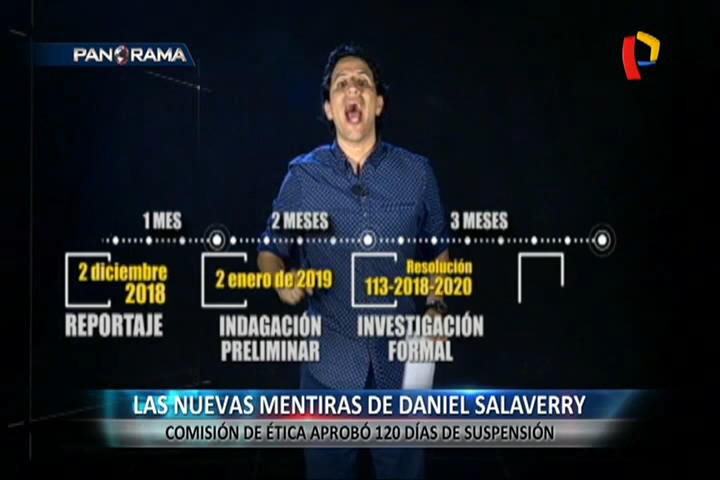 PANORAMA
1 MES
2 MESES
3 MESES
2 diciembre
2018
REPORTAJE
2 enero de 2019
INDAGACIÓN
PRELIMINAR
Resolución
113-2018-2020
INVESTIGACIÓN
FORMAL
LAS NUEVAS MENTIRAS DE DANIEL SALAVERRY
COMISIÓN DE ÉTICA APROBÓ 120 DÍAS DE SUSPENSIÓN